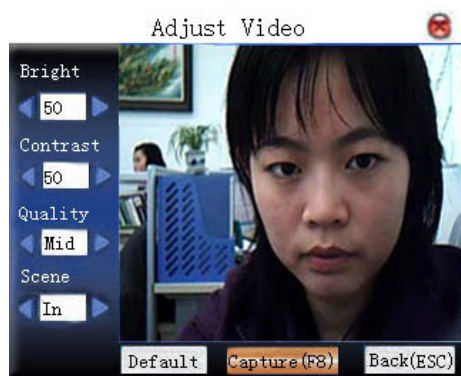 Adjust Video
Bright
50
Contrast
50
Quality
Mid
Scene
In
Default
Capture(F8)
Back(ESC)